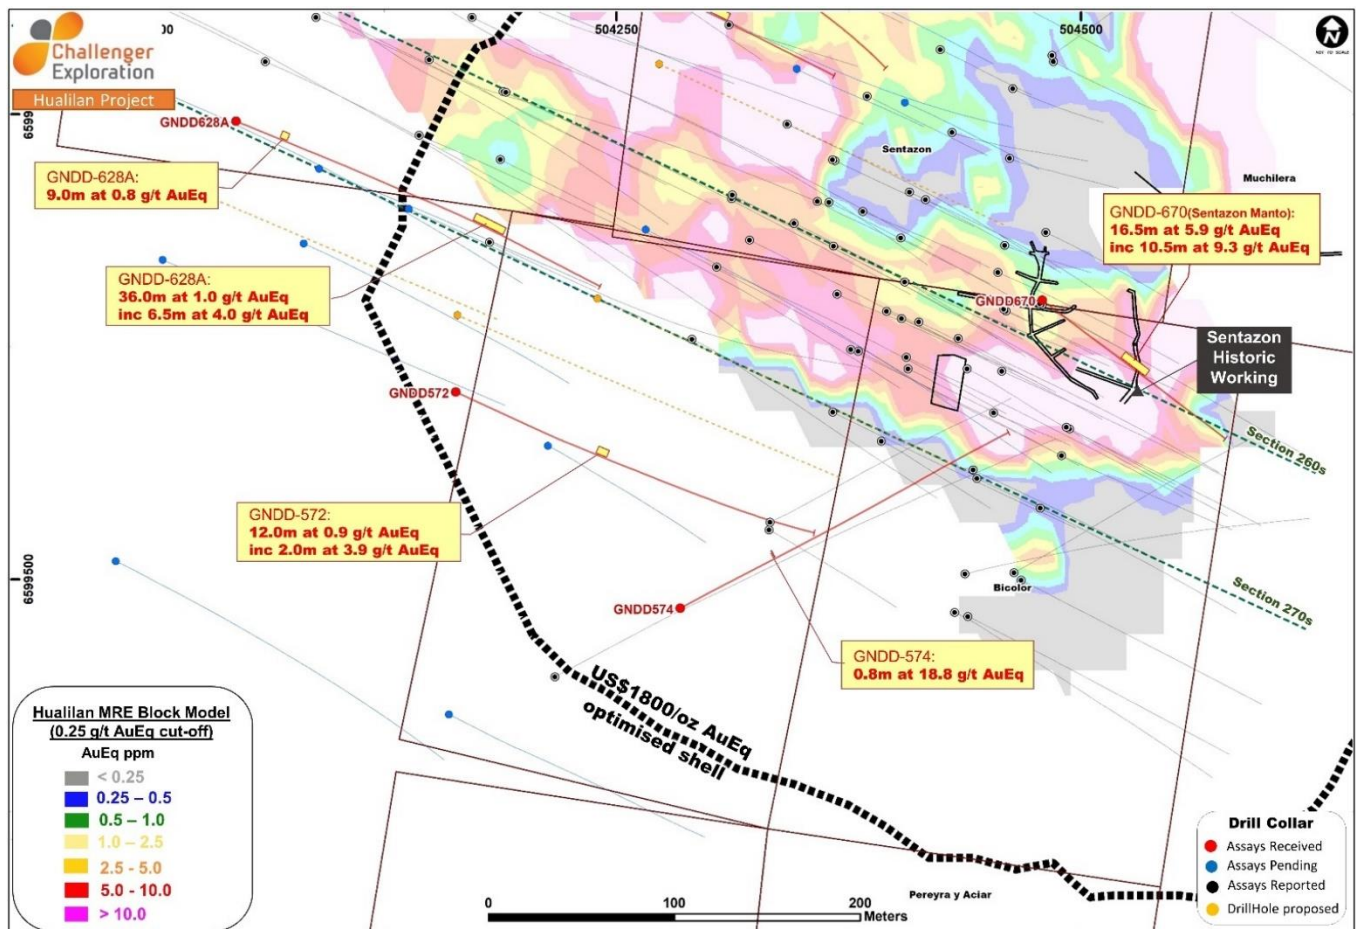 Challenger
Exploration
Hualilan Project
00
504250
504500
N
6599
6599500
GNDD628A
GNDD-628A:
9.0m at 0.8 g/t AuEq
GNDD-628A:
36.0m at 1.0 g/t AuEq
inc 6.5m at 4.0 g/t AuEq
GNDD572
GNDD-572:
12.0m at 0.9 g/t AuEq
inc 2.0m at 3.9 g/t AuEq
GNDD574
GNDD-574:
0.8m at 18.8 g/t AuEq
Sentazon
Muchilera
GNDD-670(Sentazon Manto):
16.5m at 5.9 g/t AuEq
inc 10.5m at 9.3 g/t AuEq
GNDD670
Sentazon
Historic
Working
Section 260s
Section 270s
Bicolor
US$1800/oz AuEq
optimised shell
Pereyra y Aciar
Hualilan MRE Block Model
(0.25 g/t AuEq cut-off)
AuEq ppm
< 0.25
0.25 – 0.5
0.5 – 1.0
1.0 – 2.5
2.5 - 5.0
5.0 - 10.0
> 10.0
0 100 200
Meters
Drill Collar
Assays Received
Assays Pending
Assays Reported
DrillHole proposed